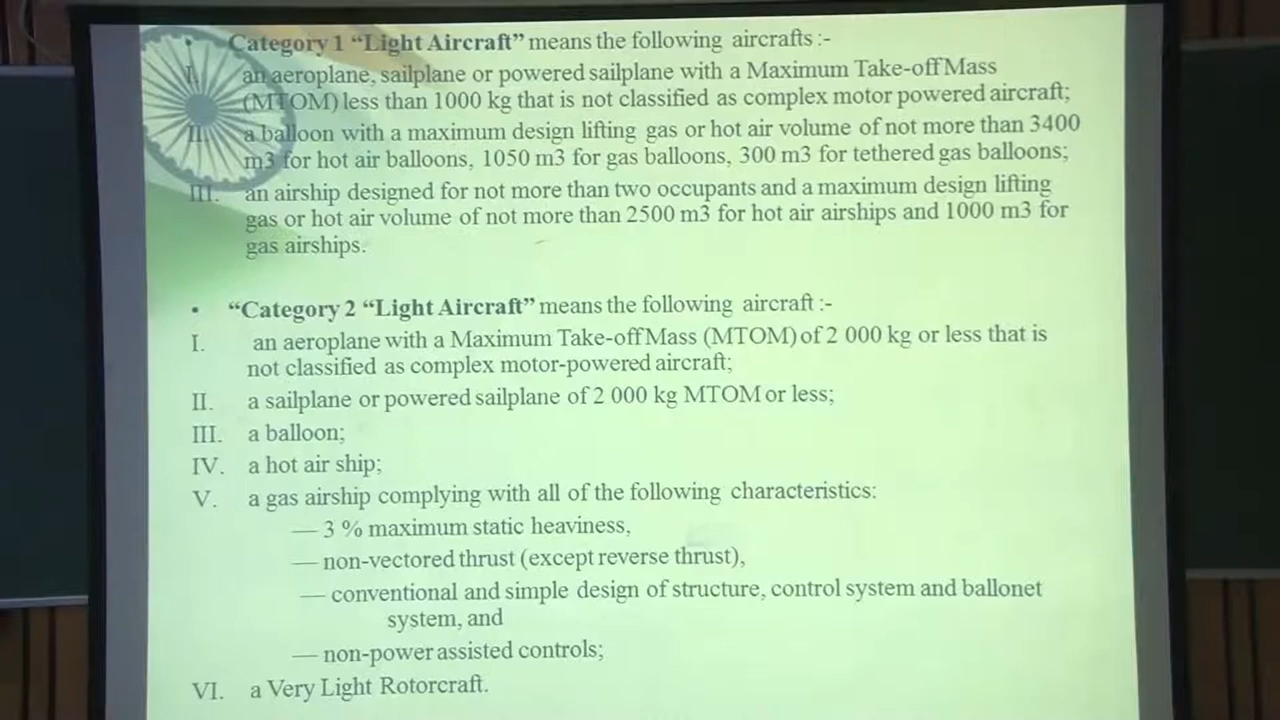 • Category 1 “Light Aircraft” means the following aircrafts :-
I. an aeroplane, sailplane or powered sailplane with a Maximum Take-off Mass
(MTOM) less than 1000 kg that is not classified as complex motor powered aircraft;
II. a balloon with a maximum design lifting gas or hot air volume of not more than 3400
m3 for hot air balloons, 1050 m3 for gas balloons, 300 m3 for tethered gas balloons;
III. an airship designed for not more than two occupants and a maximum design lifting
gas or hot air volume of not more than 2500 m3 for hot air airships and 1000 m3 for
gas airships.
• “Category 2 “Light Aircraft” means the following aircraft :-
I. an aeroplane with a Maximum Take-off Mass (MTOM) of 2 000 kg or less that is
not classified as complex motor-powered aircraft;
II. a sailplane or powered sailplane of 2 000 kg MTOM or less;
III. a balloon;
IV. a hot air ship;
V. a gas airship complying with all of the following characteristics:
— 3 % maximum static heaviness,
— non-vectored thrust (except reverse thrust),
— conventional and simple design of structure, control system and ballonet
system, and
— non-power assisted controls;
VI. a Very Light Rotorcraft.